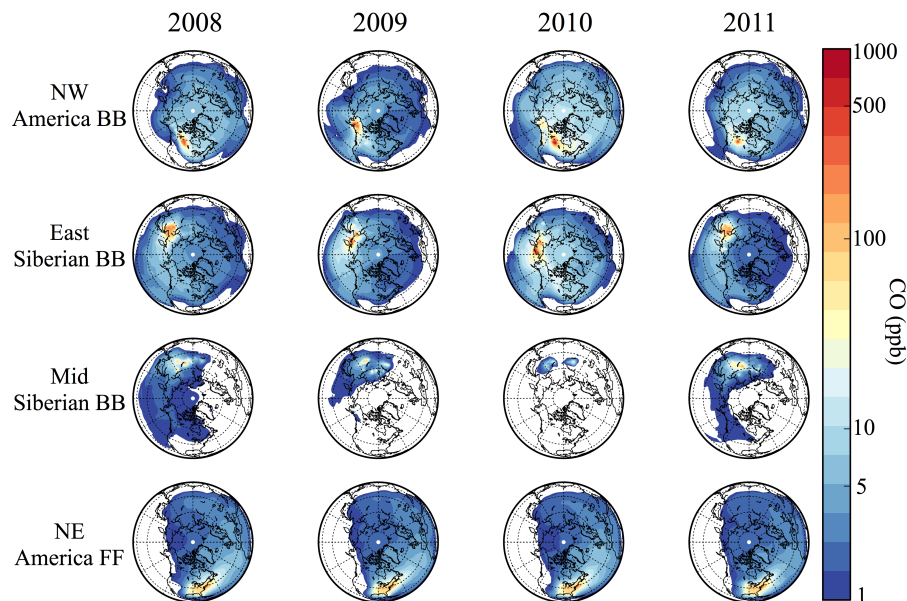 2008 2009 2010 2011
NW
America BB
East
Siberian BB
Mid
Siberian BB
NE
America FF
1000
500
100
10
5
1
CO (ppb)